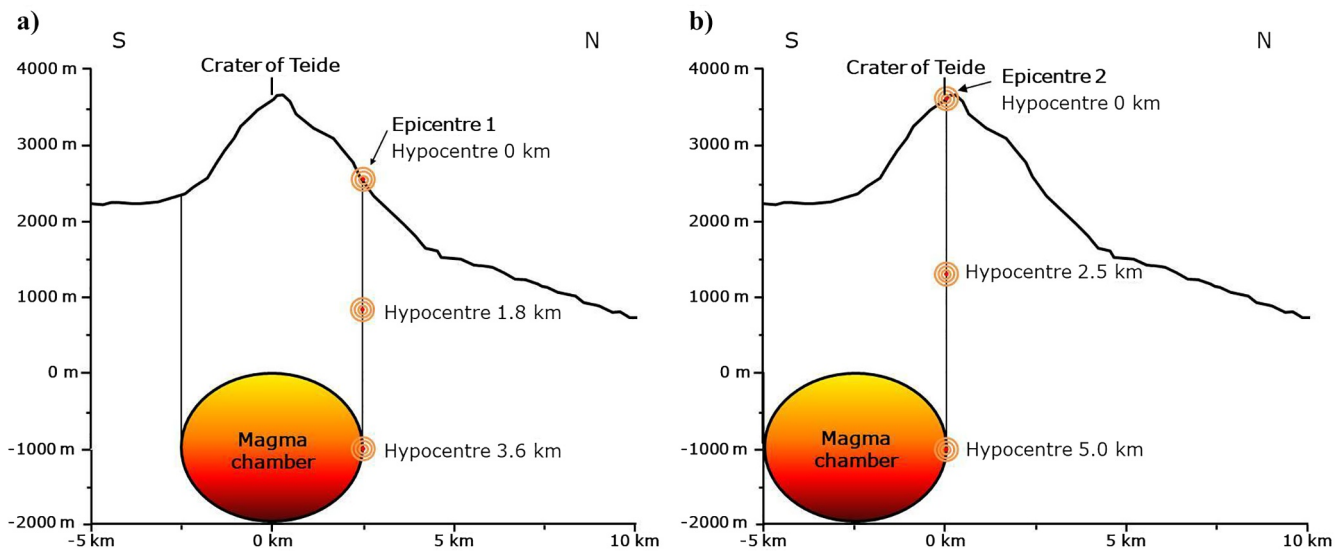 a)
S
N
Crater of Teide
4000 m
3000 m
2000 m
1000 m
0 m
-1000 m
-2000 m
Epicentre 1
Hypocentre 0 km
Hypocentre 1.8 km
Hypocentre 3.6 km
Magma
chamber
-5 km
0 km
5 km
10 km
b)
S
N
Crater of Teide
4000 m
3000 m
2000 m
1000 m
0 m
-1000 m
-2000 m
Epicentre 2
Hypocentre 0 km
Hypocentre 2.5 km
Hypocentre 5.0 km
Magma
chamber
-5 km
0 km
5 km
10 km